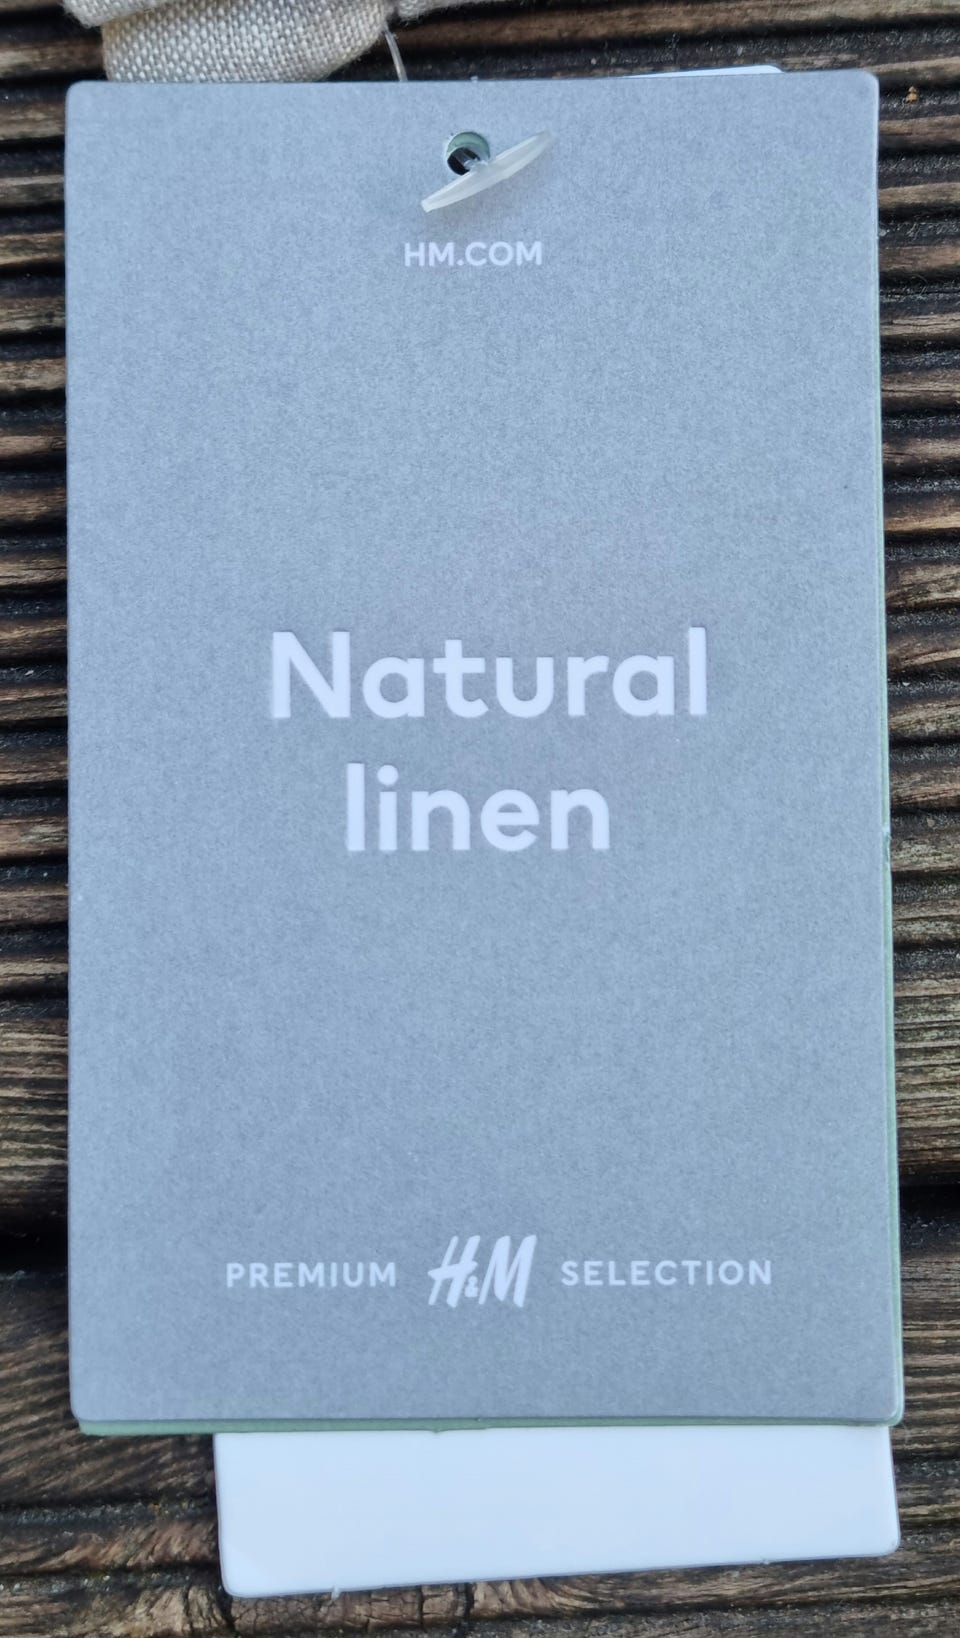 HM.COM
Natural
linen
PREMIUM H&M SELECTION